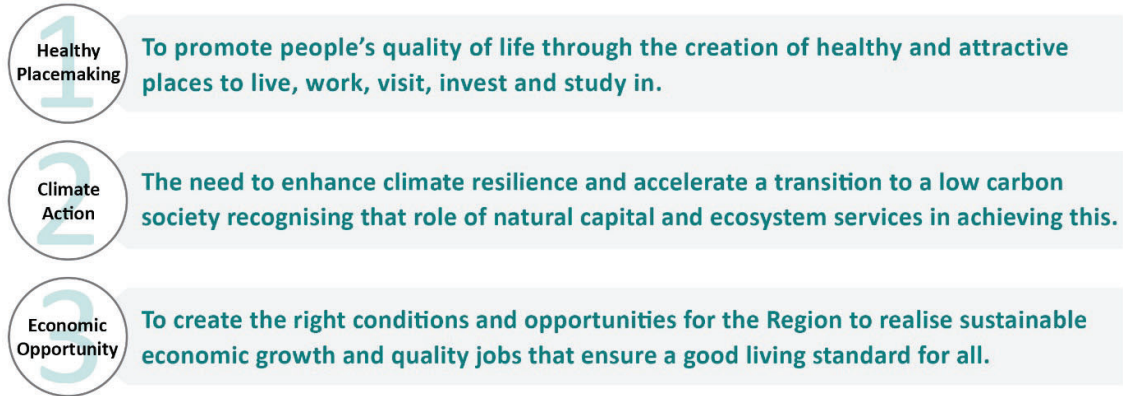 1
Healthy
Placemaking
To promote people's quality of life through the creation of healthy and attractive
places to live, work, visit, invest and study in.
2
Climate
Action
The need to enhance climate resilience and accelerate a transition to a low carbon
society recognising that role of natural capital and ecosystem services in achieving this.
3
Economic
Opportunity
To create the right conditions and opportunities for the Region to realise sustainable
economic growth and quality jobs that ensure a good living standard for all.